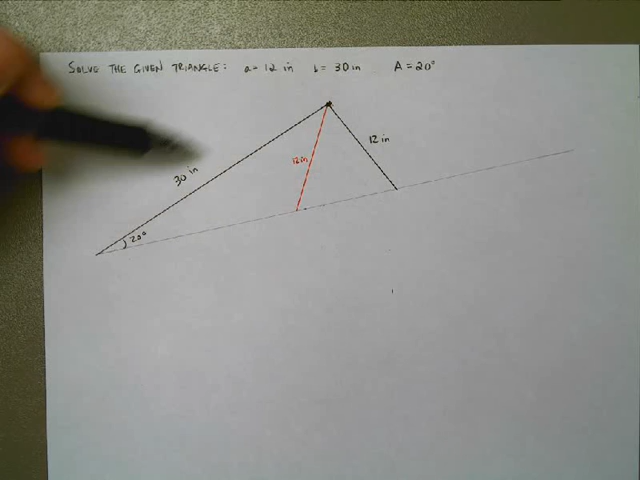 SOLVE THE GIVEN TRIANGLE: a = 12 in b = 30 in A = 20°
12 in
12 in
30 in
20°